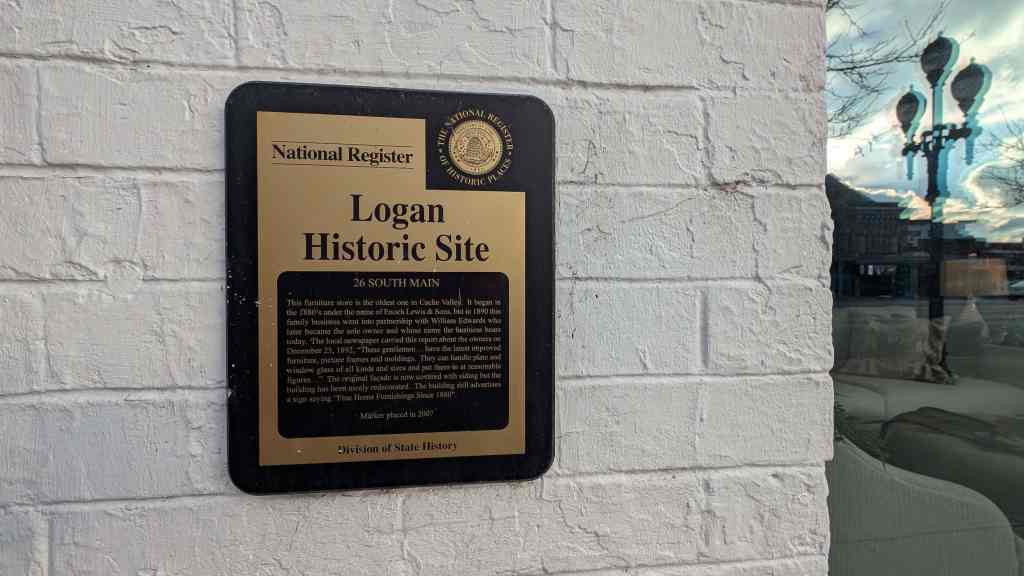 National Register
THE NATIONAL REGISTER
OF HISTORIC PLACES
Logan
Historic Site
26 SOUTH MAIN
This furniture store is the oldest one in Cache Valley. It began in
the 1880's under the name of Enoch Lewis & Sons, but in 1890 this
family business went into partnership with William Edwards who
later became the sole owner and whose name the business bears
today. The local newspaper carried this report about the owners on
December 25, 1892, "These gentlemen... have the latest improved
furniture, picture frames and moldings. They can handle plate and
window glass of all kinds and sizes and put them in at reasonable
figures. ..." The original façade is now covered with siding but the
building has been nicely redecorated. The building still advertises
a sign saying "Fine Home Furnishings Since 1880".
Marker placed in 2007
Division of State History